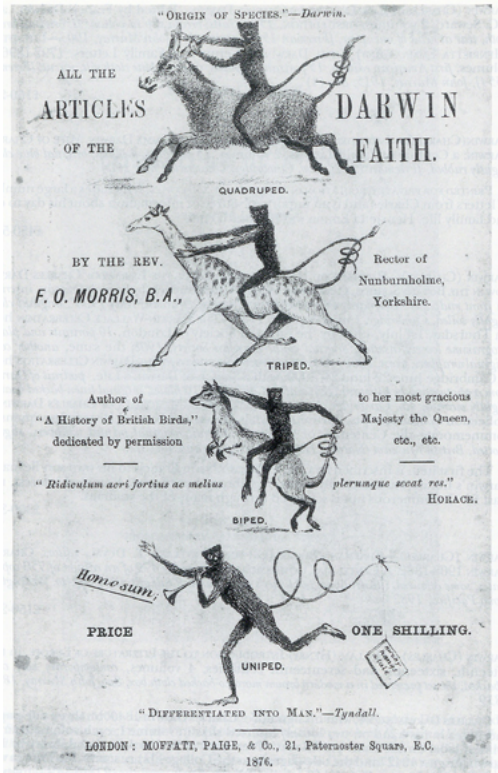 "ORIGIN OF SPECIES."—Darwin.
ALL THE
ARTICLES DARWIN
OF THE FAITH.
QUADRUPED.
BY THE REV. Rector of
F. O. MORRIS, B.A., Nunburnholme,
Yorkshire.
TRIPED.
Author of to her most gracious
"A History of British Birds," Majesty the Queen,
dedicated by permission etc., etc.
"Ridiculum acri fortius ac melius plerumque secat res."
HORACE.
BIPED.
Homo sum;
PRICE ONE SHILLING.
UNIPED.
"DIFFERENTIATED INTO MAN."—Tyndall.
LONDON: MOFFATT, PAIGE, & Co., 21, Paternoster Square, E.C.
1876.